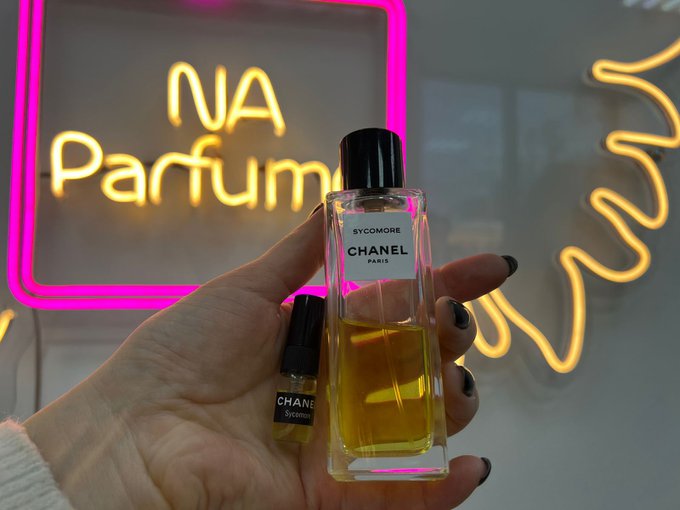 NA
Parfum
SYCOMORE
CHANEL
PARIS
CHANE
Sycomore